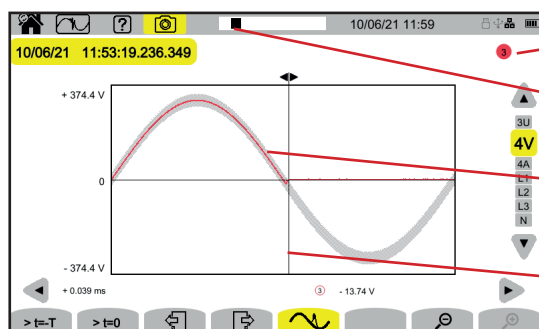 10/06/21 11:59
10/06/21 11:53:19.236.349
3
+ 374.4 V
3U
4V
4A
L1
L2
L3
N
0
- 374.4 V
+ 0.039 ms
3 - 13.74 V
> t=-T
> t=0